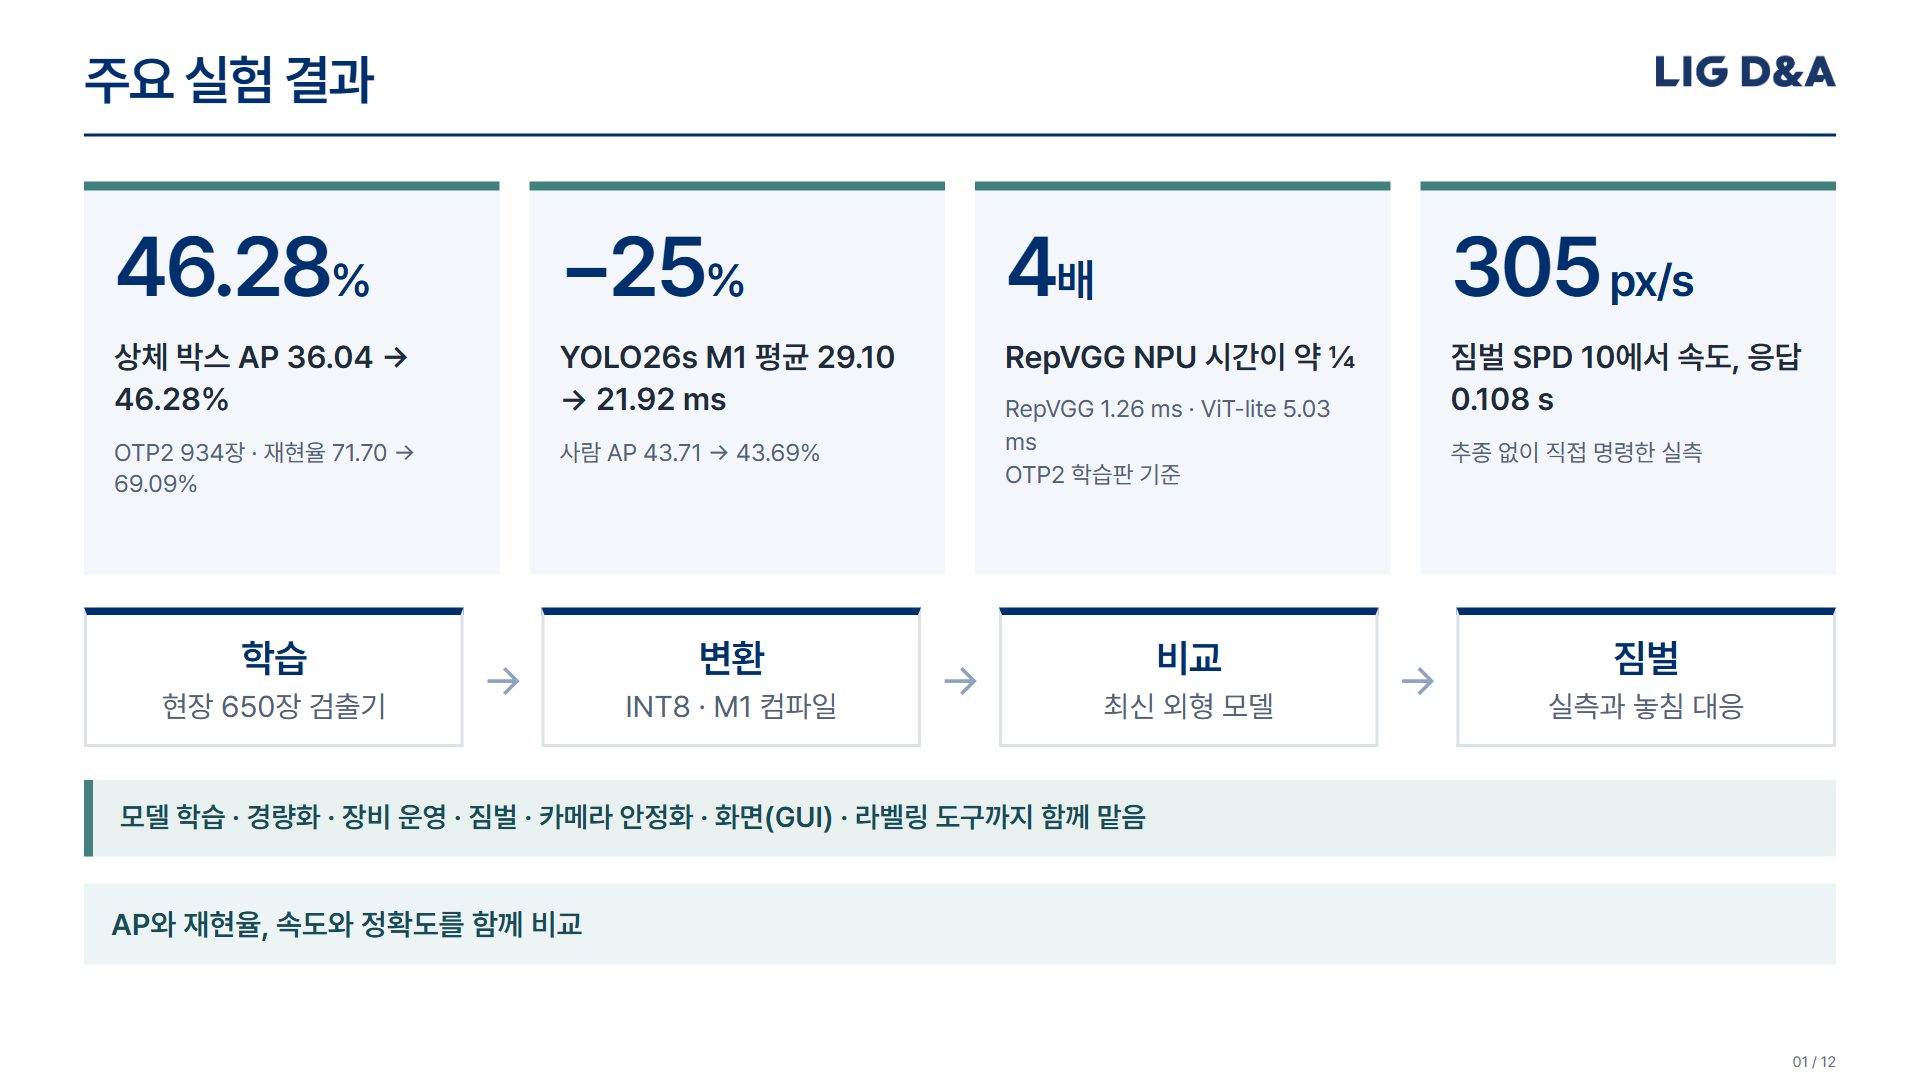 주요 실험 결과
LIG D&A
46.28%
상체 박스 AP 36.04 →
46.28%
OTP2 934장 · 재현율 71.70 →
69.09%
−25%
YOLO26s M1 평균 29.10
→ 21.92 ms
사람 AP 43.71 → 43.69%
4배
RepVGG NPU 시간이 약 ¼
RepVGG 1.26 ms · ViT-lite 5.03
ms
OTP2 학습판 기준
305 px/s
짐벌 SPD 10에서 속도, 응답
0.108 s
추종 없이 직접 명령한 실측
학습
현장 650장 검출기
→
변환
INT8 · M1 컴파일
→
비교
최신 외형 모델
→
짐벌
실측과 놓침 대응
모델 학습 · 경량화 · 장비 운영 · 짐벌 · 카메라 안정화 · 화면(GUI) · 라벨링 도구까지 함께 맡음
AP와 재현율, 속도와 정확도를 함께 비교
01 / 12